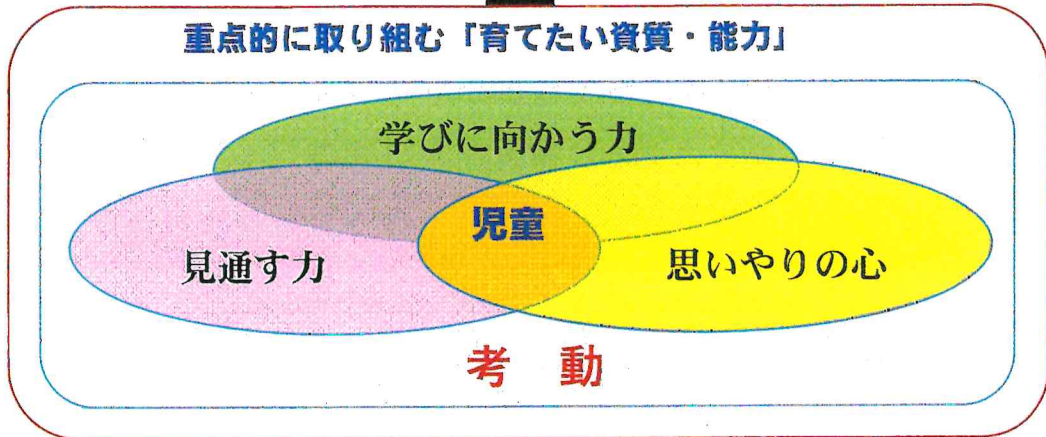 重点的に取り組む「育てたい資質・能力」
学びに向かう力
児童
見通す力
思いやりの心
考 動